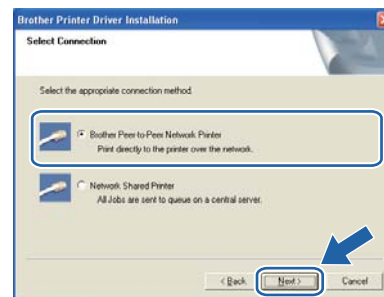 Brother Printer Driver Installation
Select Connection
Select the appropriate connection method.
Brother Peer-to-Peer Network Printer
Print directly to the printer over the network.
Network Shared Printer
All Jobs are sent to queue on a central server.
< Back
Next >
Cancel